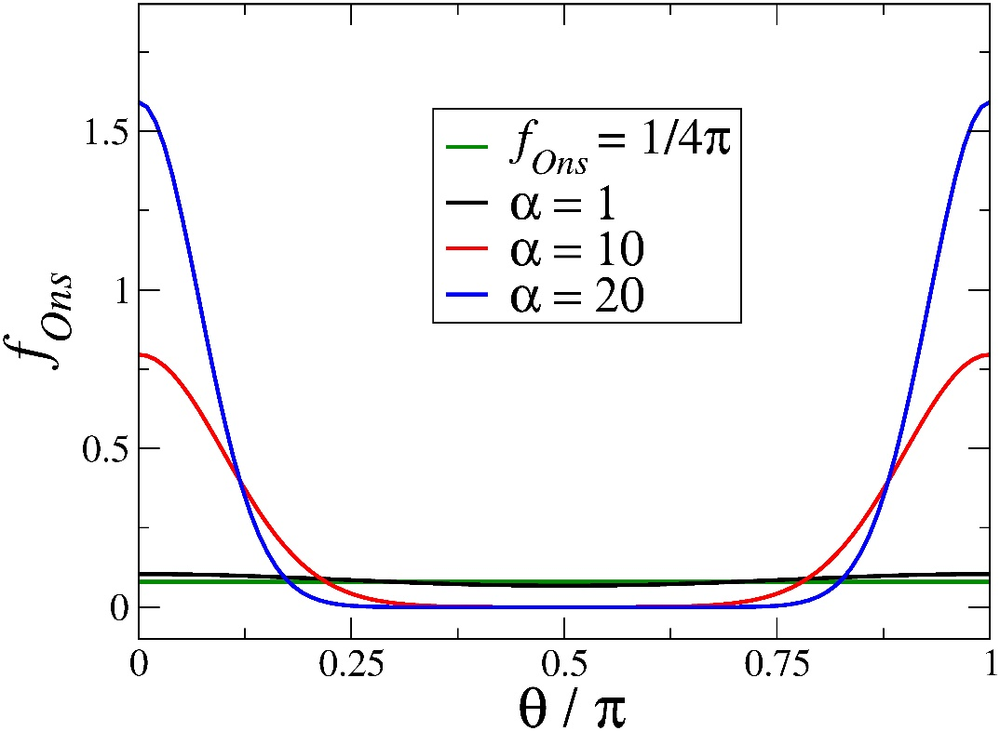 f_Ons = 1/4π
α = 1
α = 10
α = 20
1.5
1
0.5
0
f_Ons
0 0.25 0.5 0.75 1
θ / π